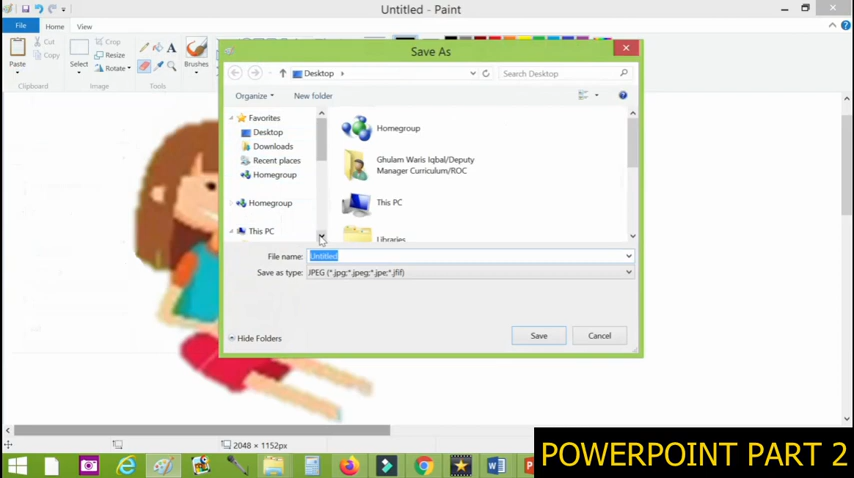 Untitled - Paint
File Home View
Paste
Cut
Copy
Clipboard
Select
Crop
Resize
Rotate
Image
Tools
Brushes
Save As
Desktop
Search Desktop
Organize New folder
Favorites
Desktop
Downloads
Recent places
Homegroup
Homegroup
This PC
Homegroup
Ghulam Waris Iqbal/Deputy
Manager Curriculum/ROC
This PC
Libraries
File name: Untitled
Save as type: JPEG (*.jpg;*.jpeg;*.jpe;*.jfif)
Hide Folders
Save Cancel
2048 × 1152px
POWERPOINT PART 2